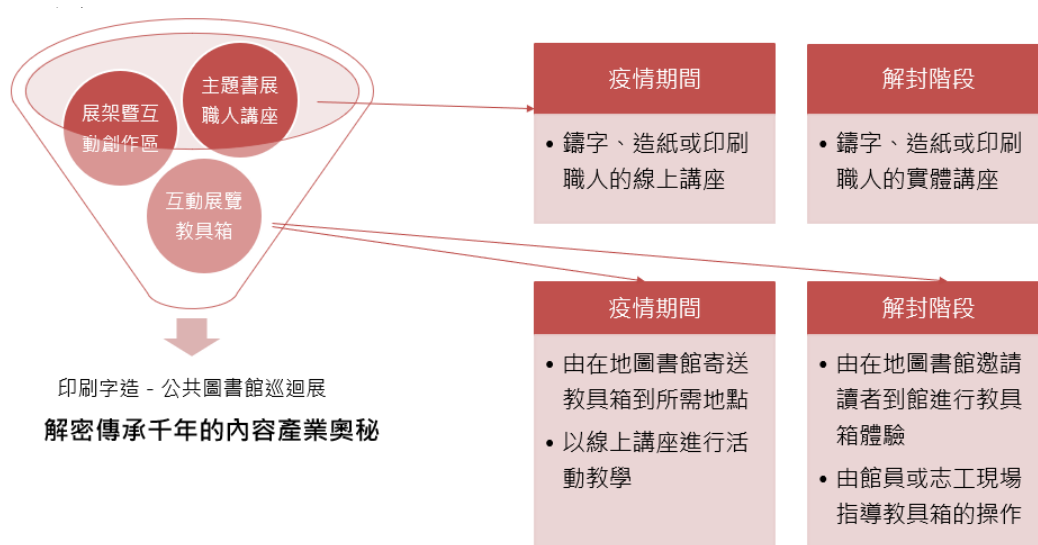 主題書展
職人講座
展架暨互
動創作區
互動展覽
教具箱
印刷字造 - 公共圖書館巡迴展
解密傳承千年的內容產業奧秘
疫情期間
• 鑄字、造紙或印刷
職人的線上講座
解封階段
• 鑄字、造紙或印刷
職人的實體講座
疫情期間
• 由在地圖書館寄送
教具箱到所需地點
• 以線上講座進行活
動教學
解封階段
• 由在地圖書館邀請
讀者到館進行教具
箱體驗
• 由館員或志工現場
指導教具箱的操作